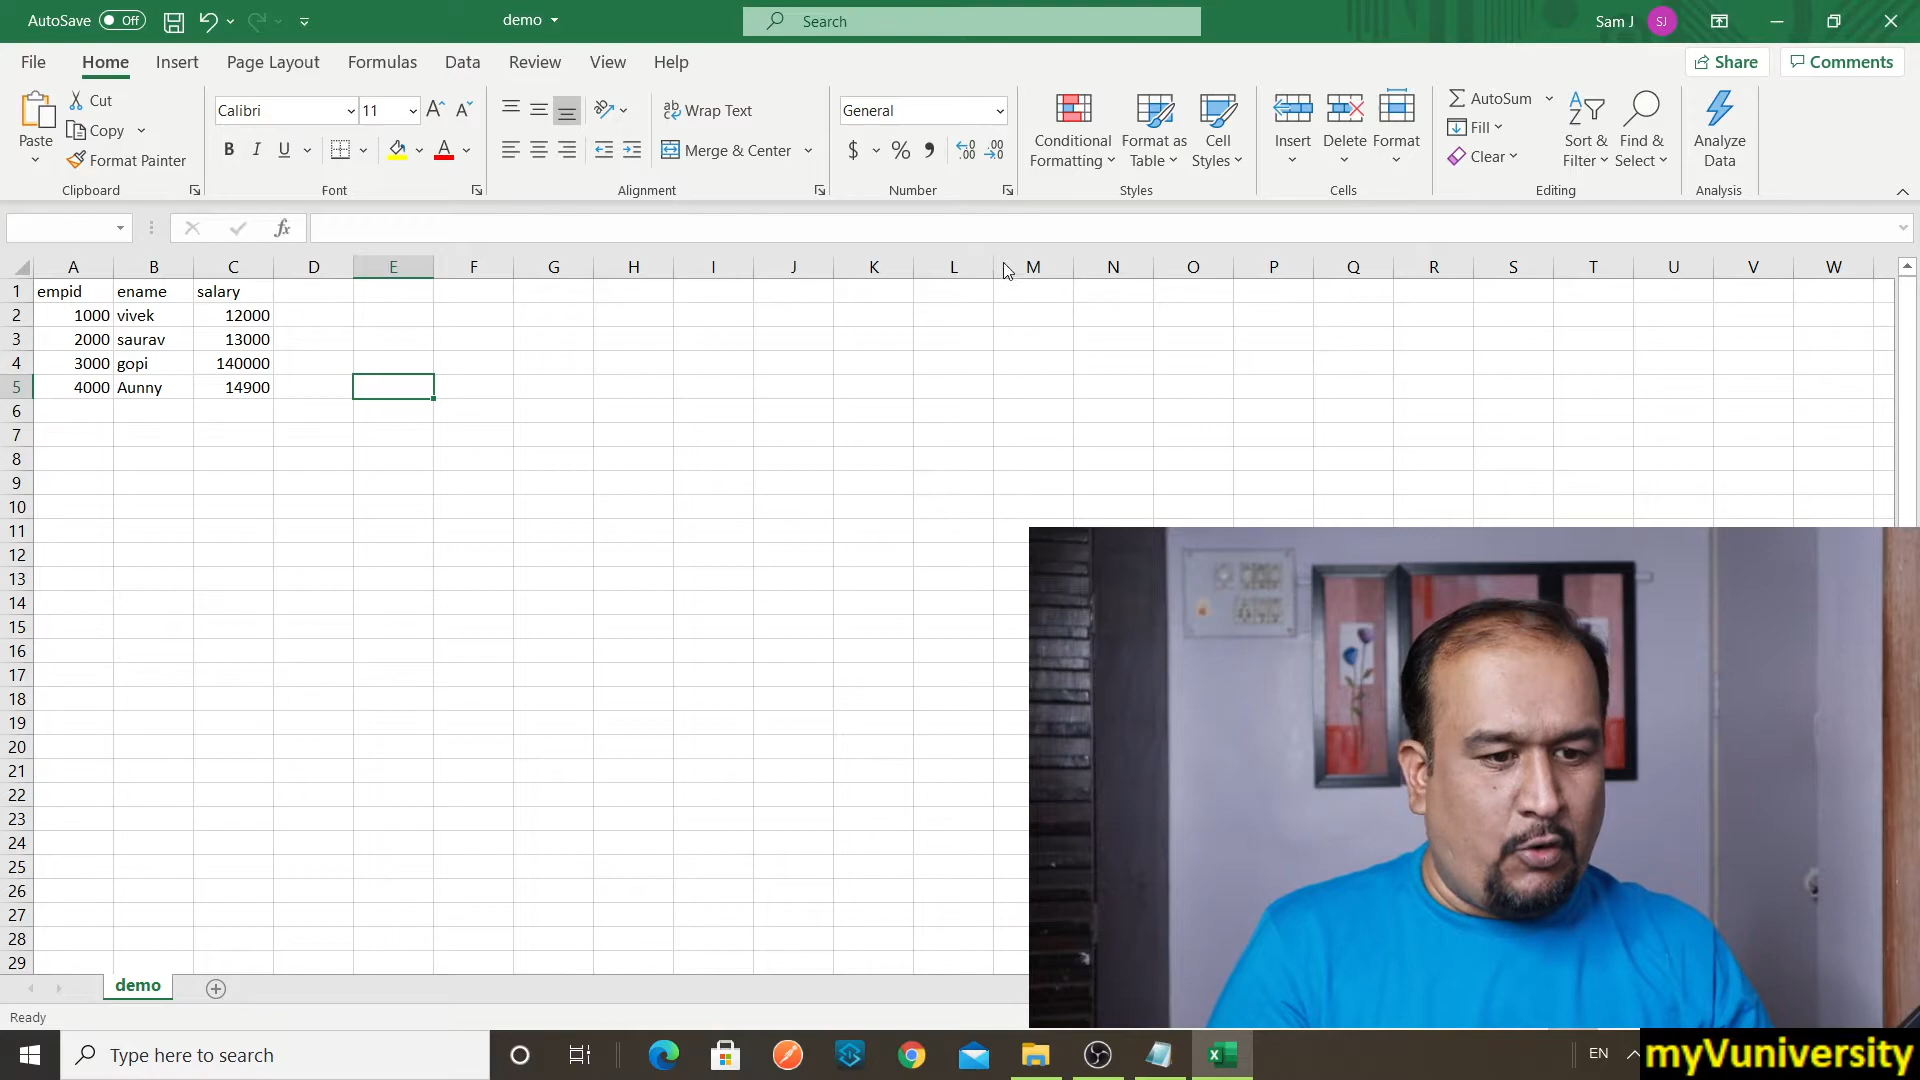 AutoSave Off demo Search Sam J SJ
File Home Insert Page Layout Formulas Data Review View Help Share Comments
Paste
Cut
Copy
Format Painter
Clipboard
Calibri 11
B I U A
Font
Wrap Text
Merge & Center
Alignment
General
$ % 9
Number
Conditional Formatting
Format as Table
Cell Styles
Styles
Insert Delete Format
Cells
AutoSum
Fill
Clear
Sort & Filter
Find & Select
Editing
Analyze Data
Analysis
fx
A B C D E F G H I J K L M N O P Q R S T U V W
1 empid ename salary
2 1000 vivek 12000
3 2000 saurav 13000
4 3000 gopi 140000
5 4000 Aunny 14900
6
7
8
9
10
11
12
13
14
15
16
17
18
19
20
21
22
23
24
25
26
27
28
29
demo
Ready
Type here to search EN myVuniversity